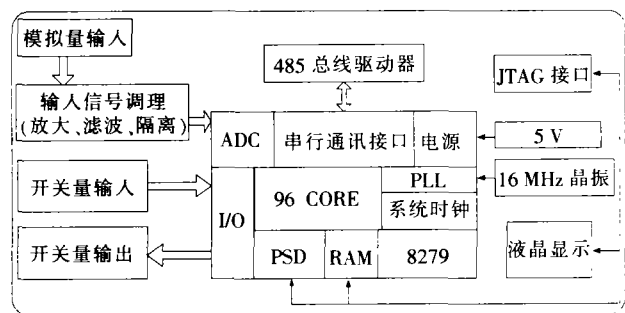 模拟量输入
485 总线驱动器
JTAG 接口
输入信号调理
(放大、滤波、隔离)
ADC
串行通讯接口
电源
5 V
开关量输入
I/O
96 CORE
PLL
系统时钟
16 MHz 晶振
开关量输出
PSD
RAM
8279
液晶显示